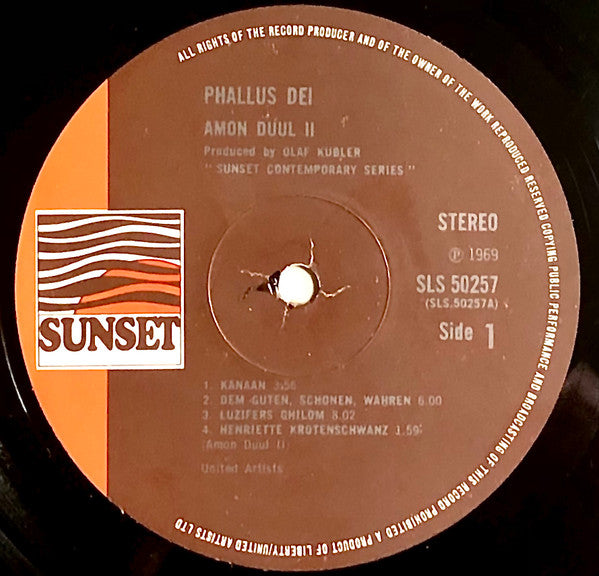 ALL RIGHTS OF THE RECORD PRODUCER AND OF THE OWNER OF THE WORK REPRODUCED RESERVED COPYING PUBLIC PERFORMANCE AND BROADCASTING OF THIS RECORD PROHIBITED A PRODUCT OF LIBERTY/UNITED ARTISTS LTD
PHALLUS DEI
AMON DUUL II
Produced by OLAF KUBLER
"SUNSET CONTEMPORARY SERIES"
STEREO
℗ 1969
SLS 50257
(SLS.50257A)
Side 1
SUNSET
1. KANAAN 3:56
2. DEM GUTEN, SCHONEN, WAHREN 6.00
3. LUZIFERS GHILOM 8.02
4. HENRIETTE KROTENSCHWANZ 1.59
(Amon Duul II)
United Artists